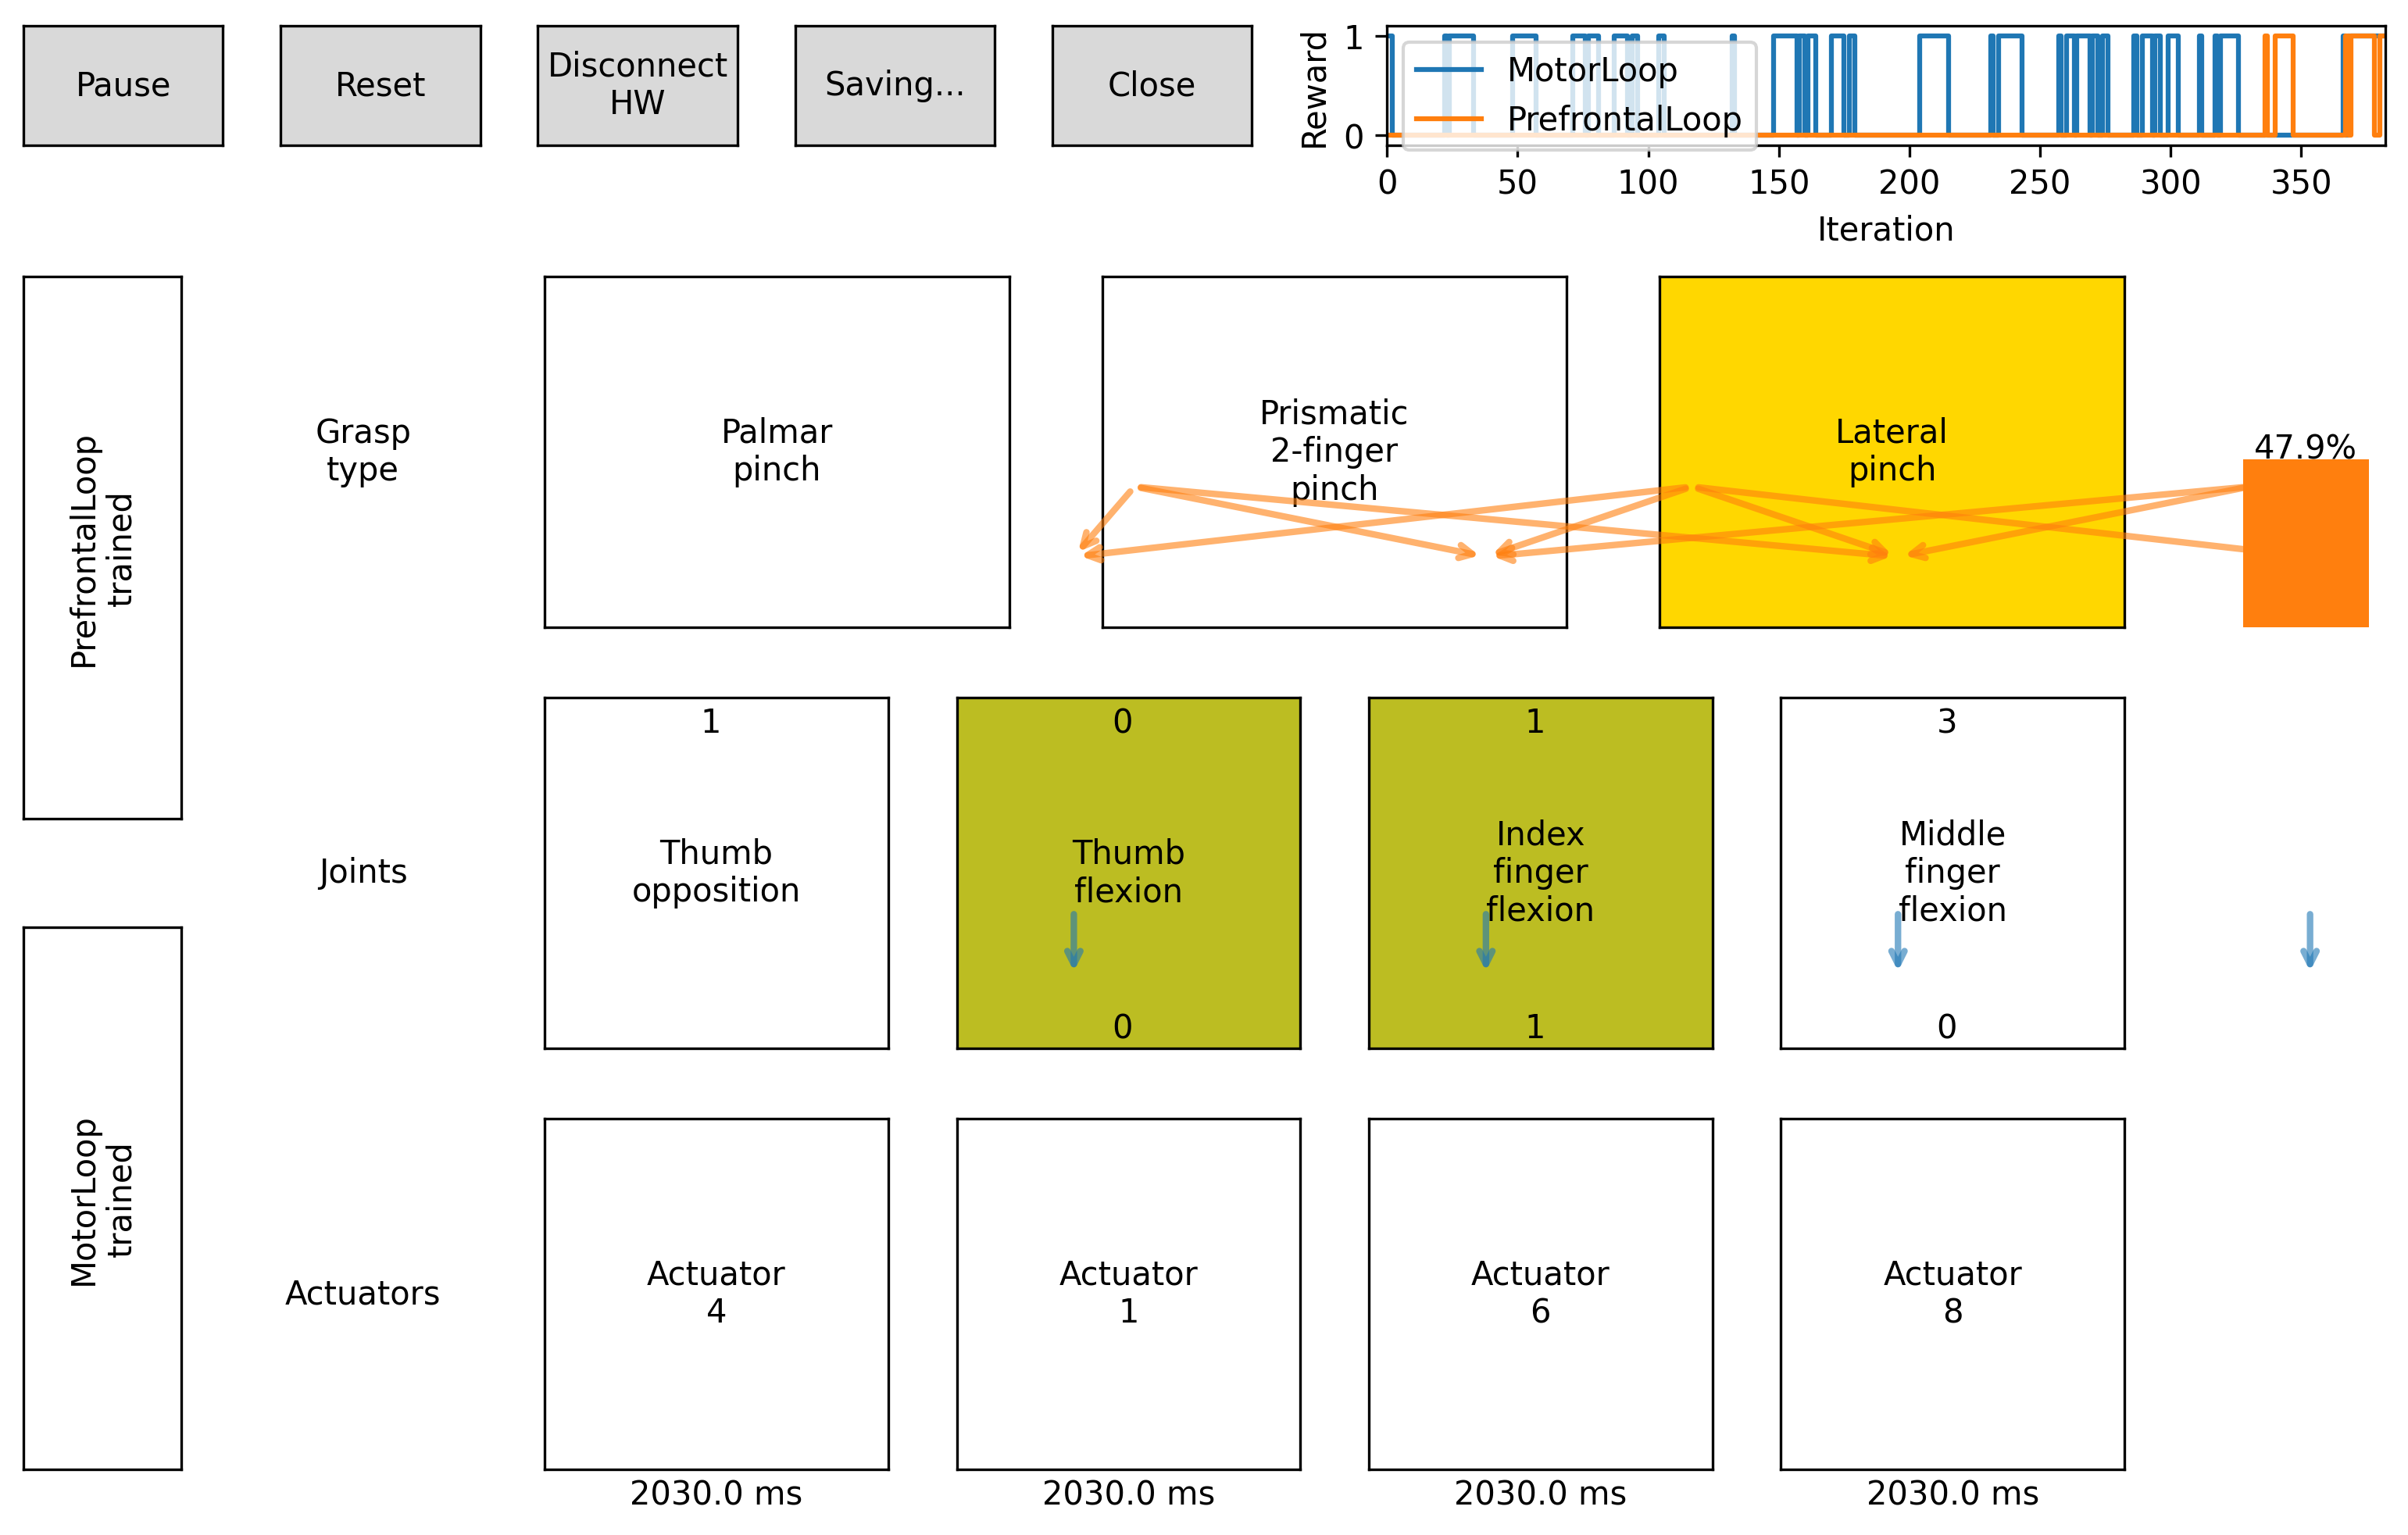 Pause
Reset
Disconnect
HW
Saving...
Close
Reward
1
0
MotorLoop
PrefrontalLoop
0
50
100
150
200
250
300
350
Iteration
PrefrontalLoop
trained
Grasp
type
Palmar
pinch
Prismatic
2-finger
pinch
Lateral
pinch
47.9%
Joints
1
Thumb
opposition
0
Thumb
flexion
0
1
Index
finger
flexion
1
3
Middle
finger
flexion
0
MotorLoop
trained
Actuators
Actuator
4
Actuator
1
Actuator
6
Actuator
8
2030.0 ms
2030.0 ms
2030.0 ms
2030.0 ms